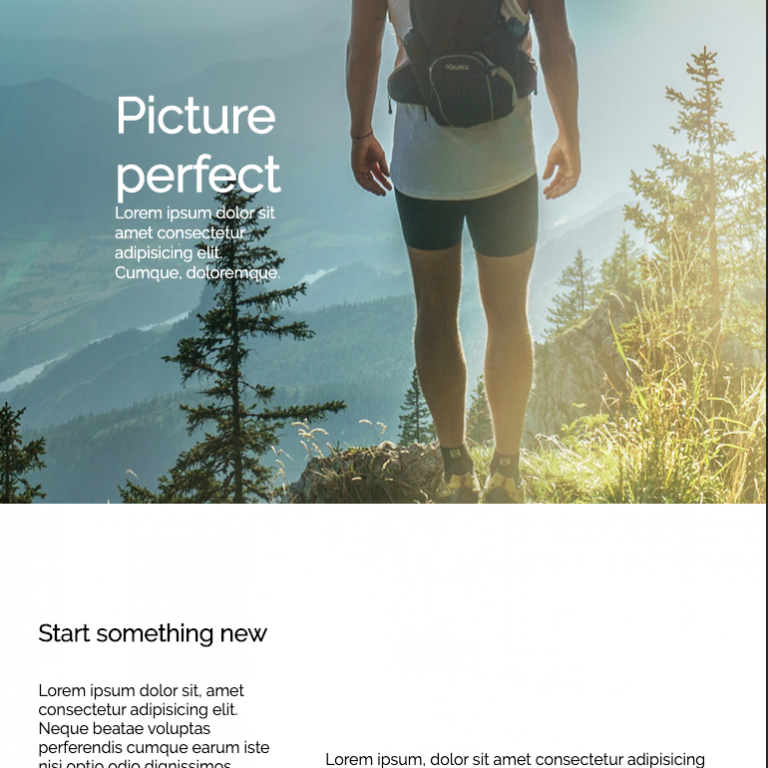 SOURCE
Picture
perfect
Lorem ipsum dolor sit
amet consectetur
adipisicing elit.
Cumque, doloremque.
Start something new
Lorem ipsum dolor sit, amet
consectetur adipisicing elit.
Neque beatae voluptas
perferendis cumque earum iste
nisi optio odio dignissimos
Lorem ipsum, dolor sit amet consectetur adipisicing